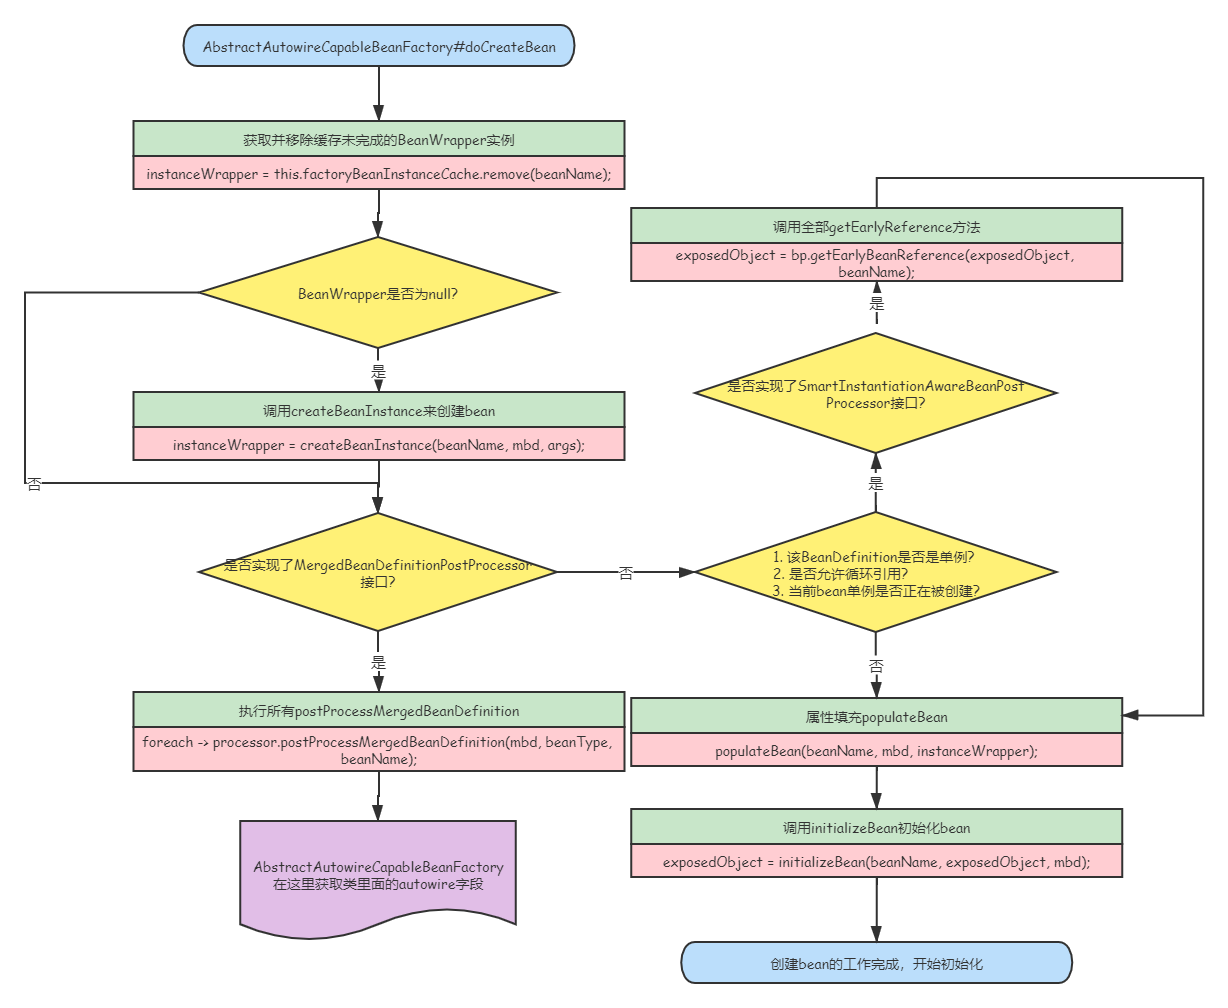 AbstractAutowireCapableBeanFactory#doCreateBean
获取并移除缓存未完成的BeanWrapper实例
instanceWrapper = this.factoryBeanInstanceCache.remove(beanName);
BeanWrapper是否为null?
是
调用createBeanInstance来创建bean
instanceWrapper = createBeanInstance(beanName, mbd, args);
否
是否实现了MergedBeanDefinitionPostProcessor
接口?
是
执行所有postProcessMergedBeanDefinition
foreach -> processor.postProcessMergedBeanDefinition(mbd, beanType,
beanName);
AbstractAutowireCapableBeanFactory
在这里获取类里面的autowire字段
否
1. 该BeanDefinition是否是单例?
2. 是否允许循环引用?
3. 当前bean单例是否正在被创建?
是
是否实现了SmartInstantiationAwareBeanPost
Processor接口?
是
调用全部getEarlyReference方法
exposedObject = bp.getEarlyBeanReference(exposedObject,
beanName);
否
属性填充populateBean
populateBean(beanName, mbd, instanceWrapper);
调用initializeBean初始化bean
exposedObject = initializeBean(beanName, exposedObject, mbd);
创建bean的工作完成，开始初始化